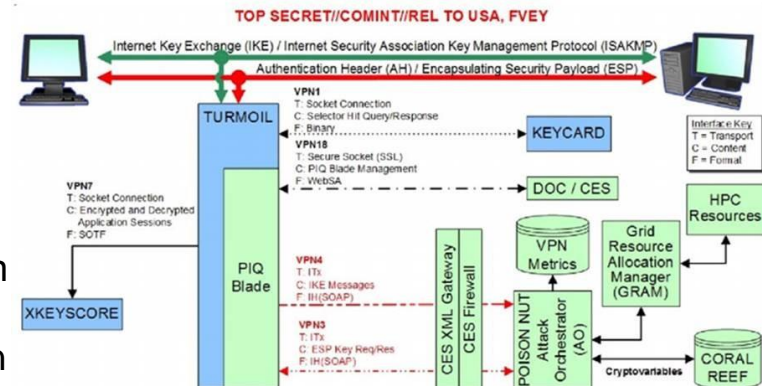 TOP SECRET//COMINT//REL TO USA, FVEY
Internet Key Exchange (IKE) / Internet Security Association Key Management Protocol (ISAKMP)
Authentication Header (AH) / Encapsulating Security Payload (ESP)
TURMOIL
VPN1
T: Socket Connection
C: Selector Hit Query/Response
F: Binary
KEYCARD
Interface Key
T = Transport
C = Content
F = Format
VPN18
T: Secure Socket (SSL)
C: PIQ Blade Management
F: WebSA
DOC / CES
VPN7
T: Socket Connection
C: Encrypted and Decrypted
Application Sessions
F: SOTF
XKEYSCORE
PIQ
Blade
VPN4
T: ITx
C: IKE Messages
F: IH(SOAP)
VPN3
T: ITx
C: ESP Key Req/Res
F: IH(SOAP)
CES XML Gateway
CES Firewall
VPN
Metrics
POISON NUT
Attack
Orchestrator
(AO)
Grid
Resource
Allocation
Manager
(GRAM)
HPC
Resources
Cryptovariables
CORAL
REEF